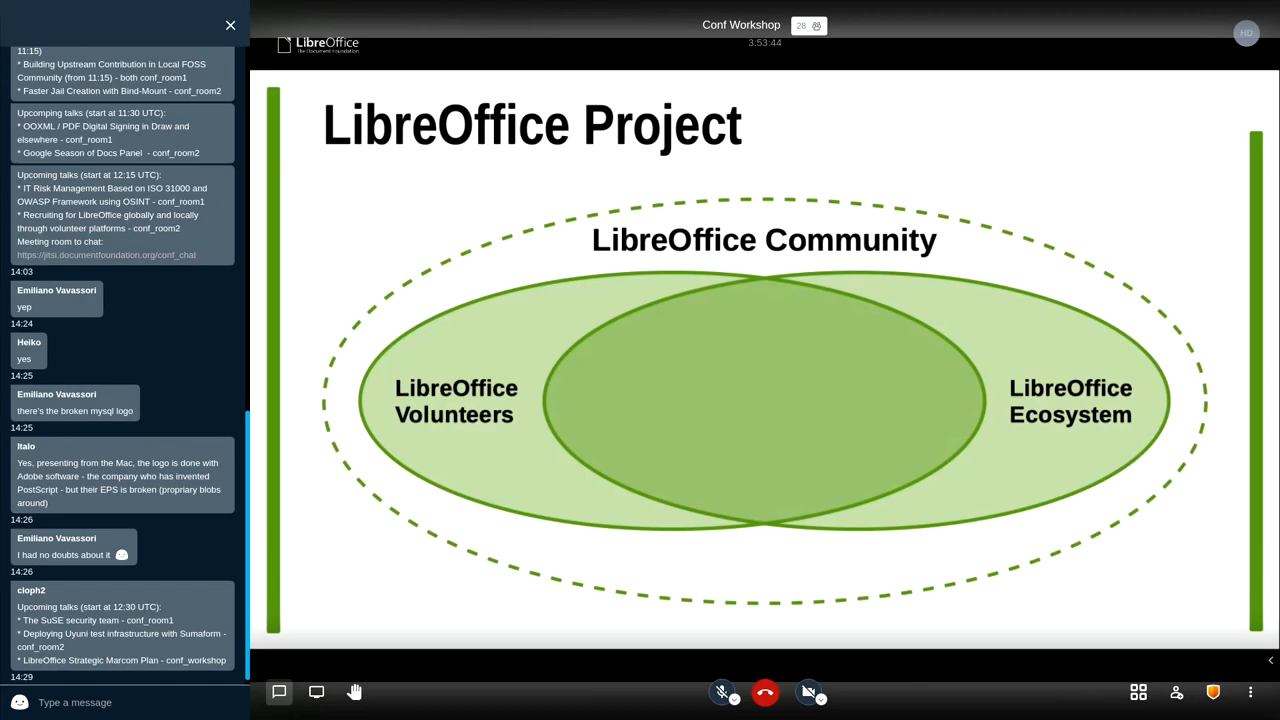 11:15)
* Building Upstream Contribution in Local FOSS
Community (from 11:15) - both conf_room1
* Faster Jail Creation with Bind-Mount - conf_room2
Upcomping talks (start at 11:30 UTC):
* OOXML / PDF Digital Signing in Draw and
elsewhere - conf_room1
* Google Season of Docs Panel - conf_room2
Upcoming talks (start at 12:15 UTC):
* IT Risk Management Based on ISO 31000 and
OWASP Framework using OSINT - conf_room1
* Recruiting for LibreOffice globally and locally
through volunteer platforms - conf_room2
Meeting room to chat:
https://jitsi.documentfoundation.org/conf_chat
14:03
Emiliano Vavassori
yep
14:24
Heiko
yes
14:25
Emiliano Vavassori
there's the broken mysql logo
14:25
Italo
Yes, presenting from the Mac, the logo is done with
Adobe software - the company who has invented
PostScript - but their EPS is broken (propriary blobs
around)
14:26
Emiliano Vavassori
I had no doubts about it
14:26
cloph2
Upcoming talks (start at 12:30 UTC):
* The SuSE security team - conf_room1
* Deploying Uyuni test infrastructure with Sumaform -
conf_room2
* LibreOffice Strategic Marcom Plan - conf_workshop
14:29
Type a message
Conf Workshop 28
3:53:44
HD
LibreOffice
The Document Foundation
LibreOffice Project
LibreOffice Community
LibreOffice
Volunteers
LibreOffice
Ecosystem